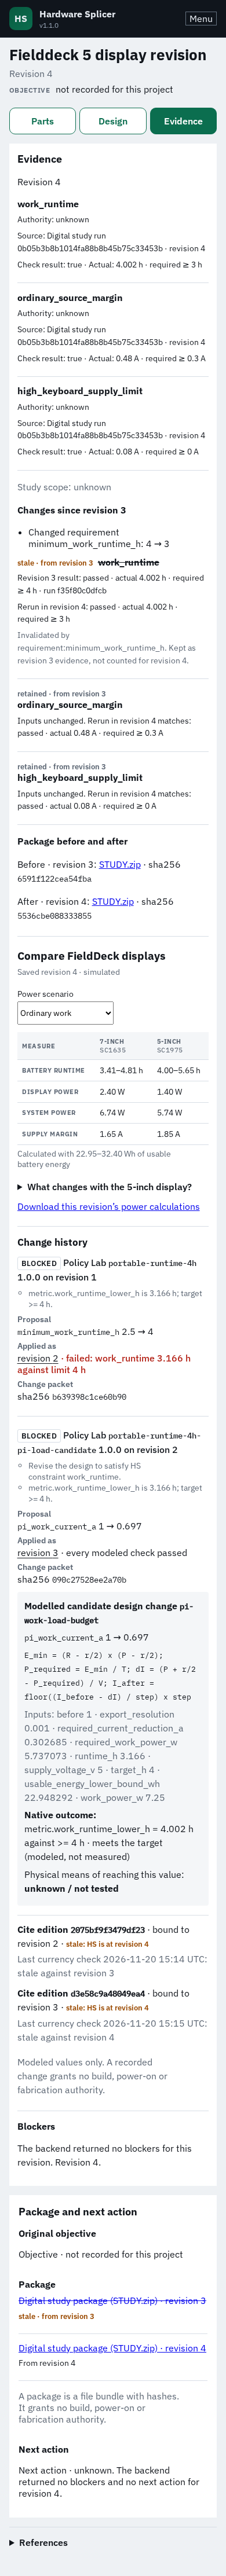 HS
Hardware Splicer
v1.1.0
Menu
Fielddeck 5 display revision
Revision 4
OBJECTIVE not recorded for this project
Parts
Design
Evidence
Evidence
Revision 4
work_runtime
Authority: unknown
Source: Digital study run
0b05b3b8b1014fa88b8b45b75c33453b · revision 4
Check result: true · Actual: 4.002 h · required ≥ 3 h
ordinary_source_margin
Authority: unknown
Source: Digital study run
0b05b3b8b1014fa88b8b45b75c33453b · revision 4
Check result: true · Actual: 0.48 A · required ≥ 0.3 A
high_keyboard_supply_limit
Authority: unknown
Source: Digital study run
0b05b3b8b1014fa88b8b45b75c33453b · revision 4
Check result: true · Actual: 0.08 A · required ≥ 0 A
Study scope: unknown
Changes since revision 3
• Changed requirement
minimum_work_runtime_h: 4 → 3
stale · from revision 3 work_runtime
Revision 3 result: passed · actual 4.002 h · required
≥ 4 h · run f35f80c0dfcb
Rerun in revision 4: passed · actual 4.002 h ·
required ≥ 3 h
Invalidated by
requirement:minimum_work_runtime_h. Kept as
revision 3 evidence, not counted for revision 4.
retained · from revision 3
ordinary_source_margin
Inputs unchanged. Rerun in revision 4 matches:
passed · actual 0.48 A · required ≥ 0.3 A
retained · from revision 3
high_keyboard_supply_limit
Inputs unchanged. Rerun in revision 4 matches:
passed · actual 0.08 A · required ≥ 0 A
Package before and after
Before · revision 3: STUDY.zip · sha256
6591f122cea54fba
After · revision 4: STUDY.zip · sha256
5536cbe088333855
Compare FieldDeck displays
Saved revision 4 · simulated
Power scenario
Ordinary work
MEASURE 7-INCH SC1635 5-INCH SC1975
BATTERY RUNTIME 3.41–4.81 h 4.00–5.65 h
DISPLAY POWER 2.40 W 1.40 W
SYSTEM POWER 6.74 W 5.74 W
SUPPLY MARGIN 1.65 A 1.85 A
Calculated with 22.95–32.40 Wh of usable
battery energy
▶ What changes with the 5-inch display?
Download this revision's power calculations
Change history
BLOCKED Policy Lab portable-runtime-4h
1.0.0 on revision 1
metric.work_runtime_lower_h is 3.166 h; target
>= 4 h.
Proposal
minimum_work_runtime_h 2.5 → 4
Applied as
revision 2 · failed: work_runtime 3.166 h
against limit 4 h
Change packet
sha256 b639398c1ce60b90
BLOCKED Policy Lab portable-runtime-4h-
pi-load-candidate 1.0.0 on revision 2
Revise the design to satisfy HS
constraint work_runtime.
metric.work_runtime_lower_h is 3.166 h; target
>= 4 h.
Proposal
pi_work_current_a 1 → 0.697
Applied as
revision 3 · every modeled check passed
Change packet
sha256 090c27528ee2a70b
Modelled candidate design change pi-
work-load-budget
pi_work_current_a 1 → 0.697
E_min = (R - r/2) x (P - r/2);
P_required = E_min / T; dI = (P + r/2
- P_required) / V; I_after =
floor((I_before - dI) / step) x step
Inputs: before 1 · export_resolution
0.001 · required_current_reduction_a
0.302685 · required_work_power_w
5.737073 · runtime_h 3.166 ·
supply_voltage_v 5 · target_h 4 ·
usable_energy_lower_bound_wh
22.948292 · work_power_w 7.25
Native outcome:
metric.work_runtime_lower_h = 4.002 h
against >= 4 h · meets the target
(modeled, not measured)
Physical means of reaching this value:
unknown / not tested
Cite edition 2075bf9f3479df23 · bound to
revision 2 · stale: HS is at revision 4
Last currency check 2026-11-20 15:14 UTC:
stale against revision 3
Cite edition d3e58c9a48049ea4 · bound to
revision 3 · stale: HS is at revision 4
Last currency check 2026-11-20 15:15 UTC:
stale against revision 4
Modeled values only. A recorded
change grants no build, power-on or
fabrication authority.
Blockers
The backend returned no blockers for this
revision. Revision 4.
Package and next action
Original objective
Objective · not recorded for this project
Package
Digital study package (STUDY.zip) · revision 3
stale · from revision 3
Digital study package (STUDY.zip) · revision 4
From revision 4
A package is a file bundle with hashes.
It grants no build, power-on or
fabrication authority.
Next action
Next action · unknown. The backend
returned no blockers and no next action for
revision 4.
▶ References